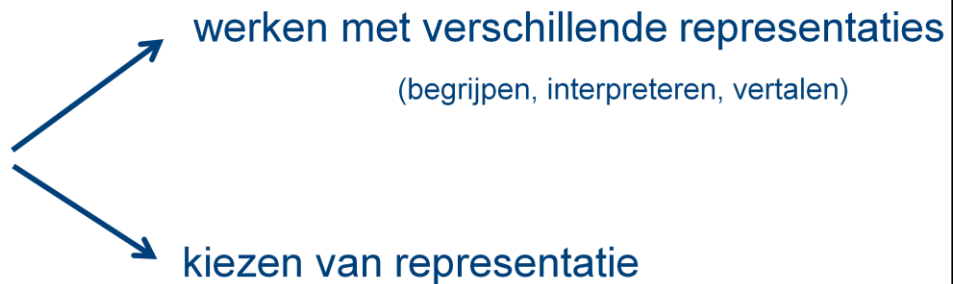 werken met verschillende representaties
(begrijpen, interpreteren, vertalen)
kiezen van representatie